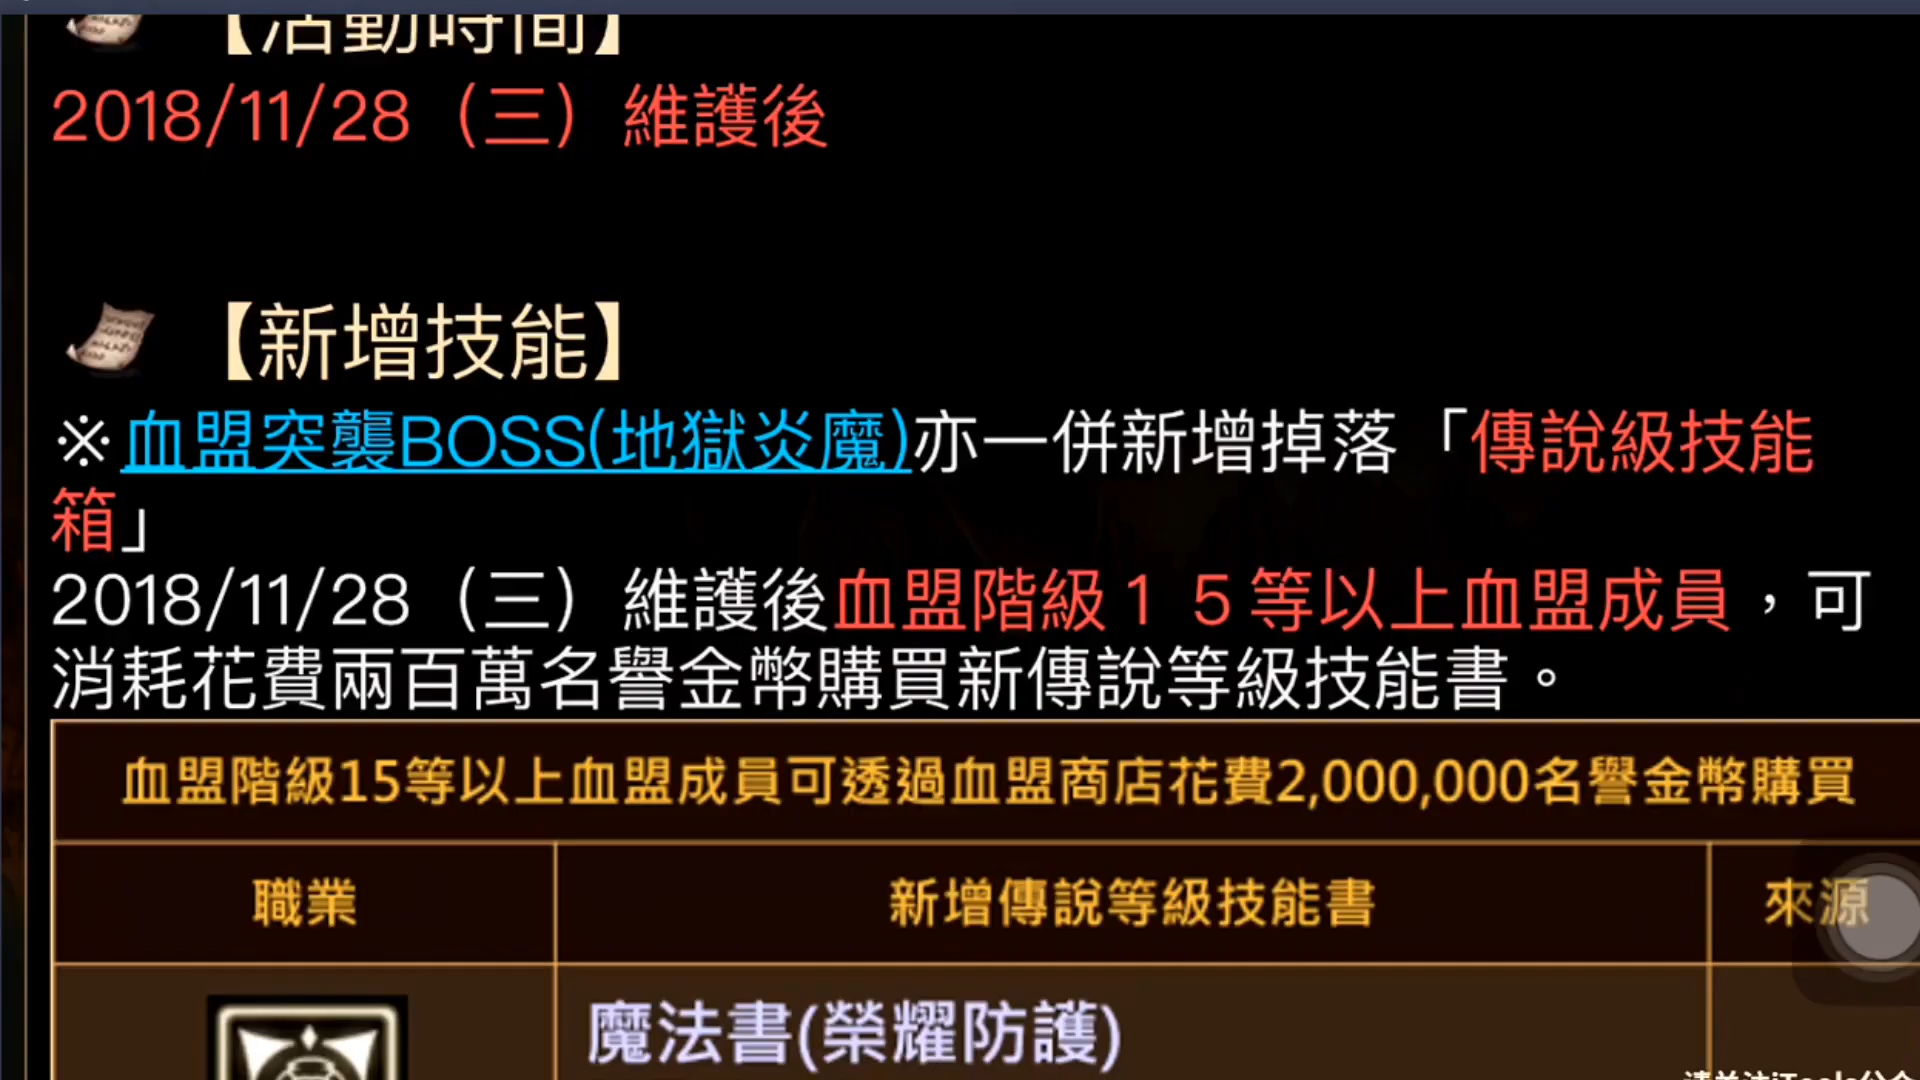 【活動時間】
2018/11/28（三）維護後
【新增技能】
※血盟突襲BOSS(地獄炎魔)亦一併新增掉落「傳說級技能
箱」
2018/11/28（三）維護後血盟階級１５等以上血盟成員，可
消耗花費兩百萬名譽金幣購買新傳說等級技能書。
血盟階級15等以上血盟成員可透過血盟商店花費2,000,000名譽金幣購買
職業
新增傳說等級技能書
來源
魔法書(榮耀防護)